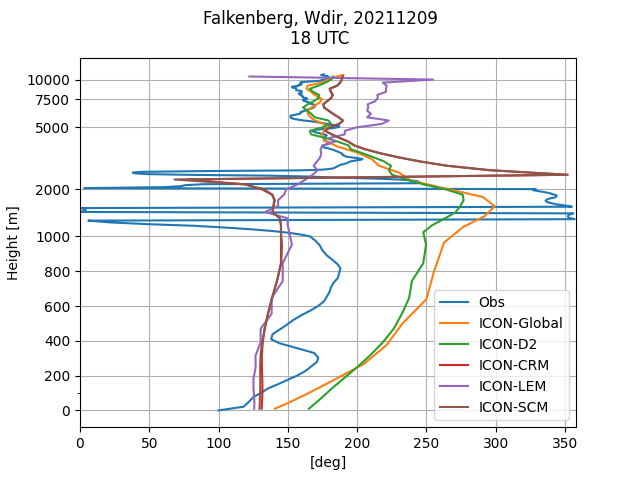 Falkenberg, Wdir, 20211209
18 UTC
10000
7500
5000
2000
1000
800
600
400
200
0
Height [m]
0 50 100 150 200 250 300 350
[deg]
Obs
ICON-Global
ICON-D2
ICON-CRM
ICON-LEM
ICON-SCM